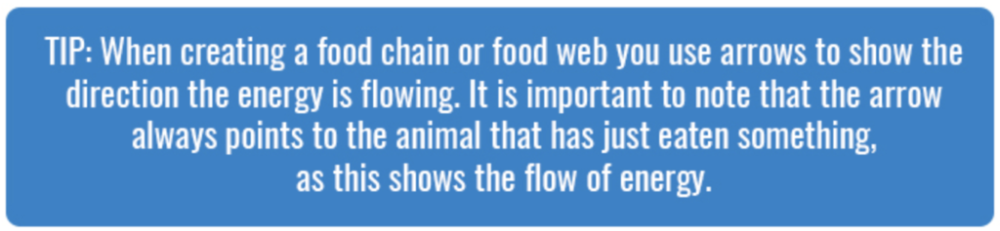 TIP: When creating a food chain or food web you use arrows to show the
direction the energy is flowing. It is important to note that the arrow
always points to the animal that has just eaten something,
as this shows the flow of energy.